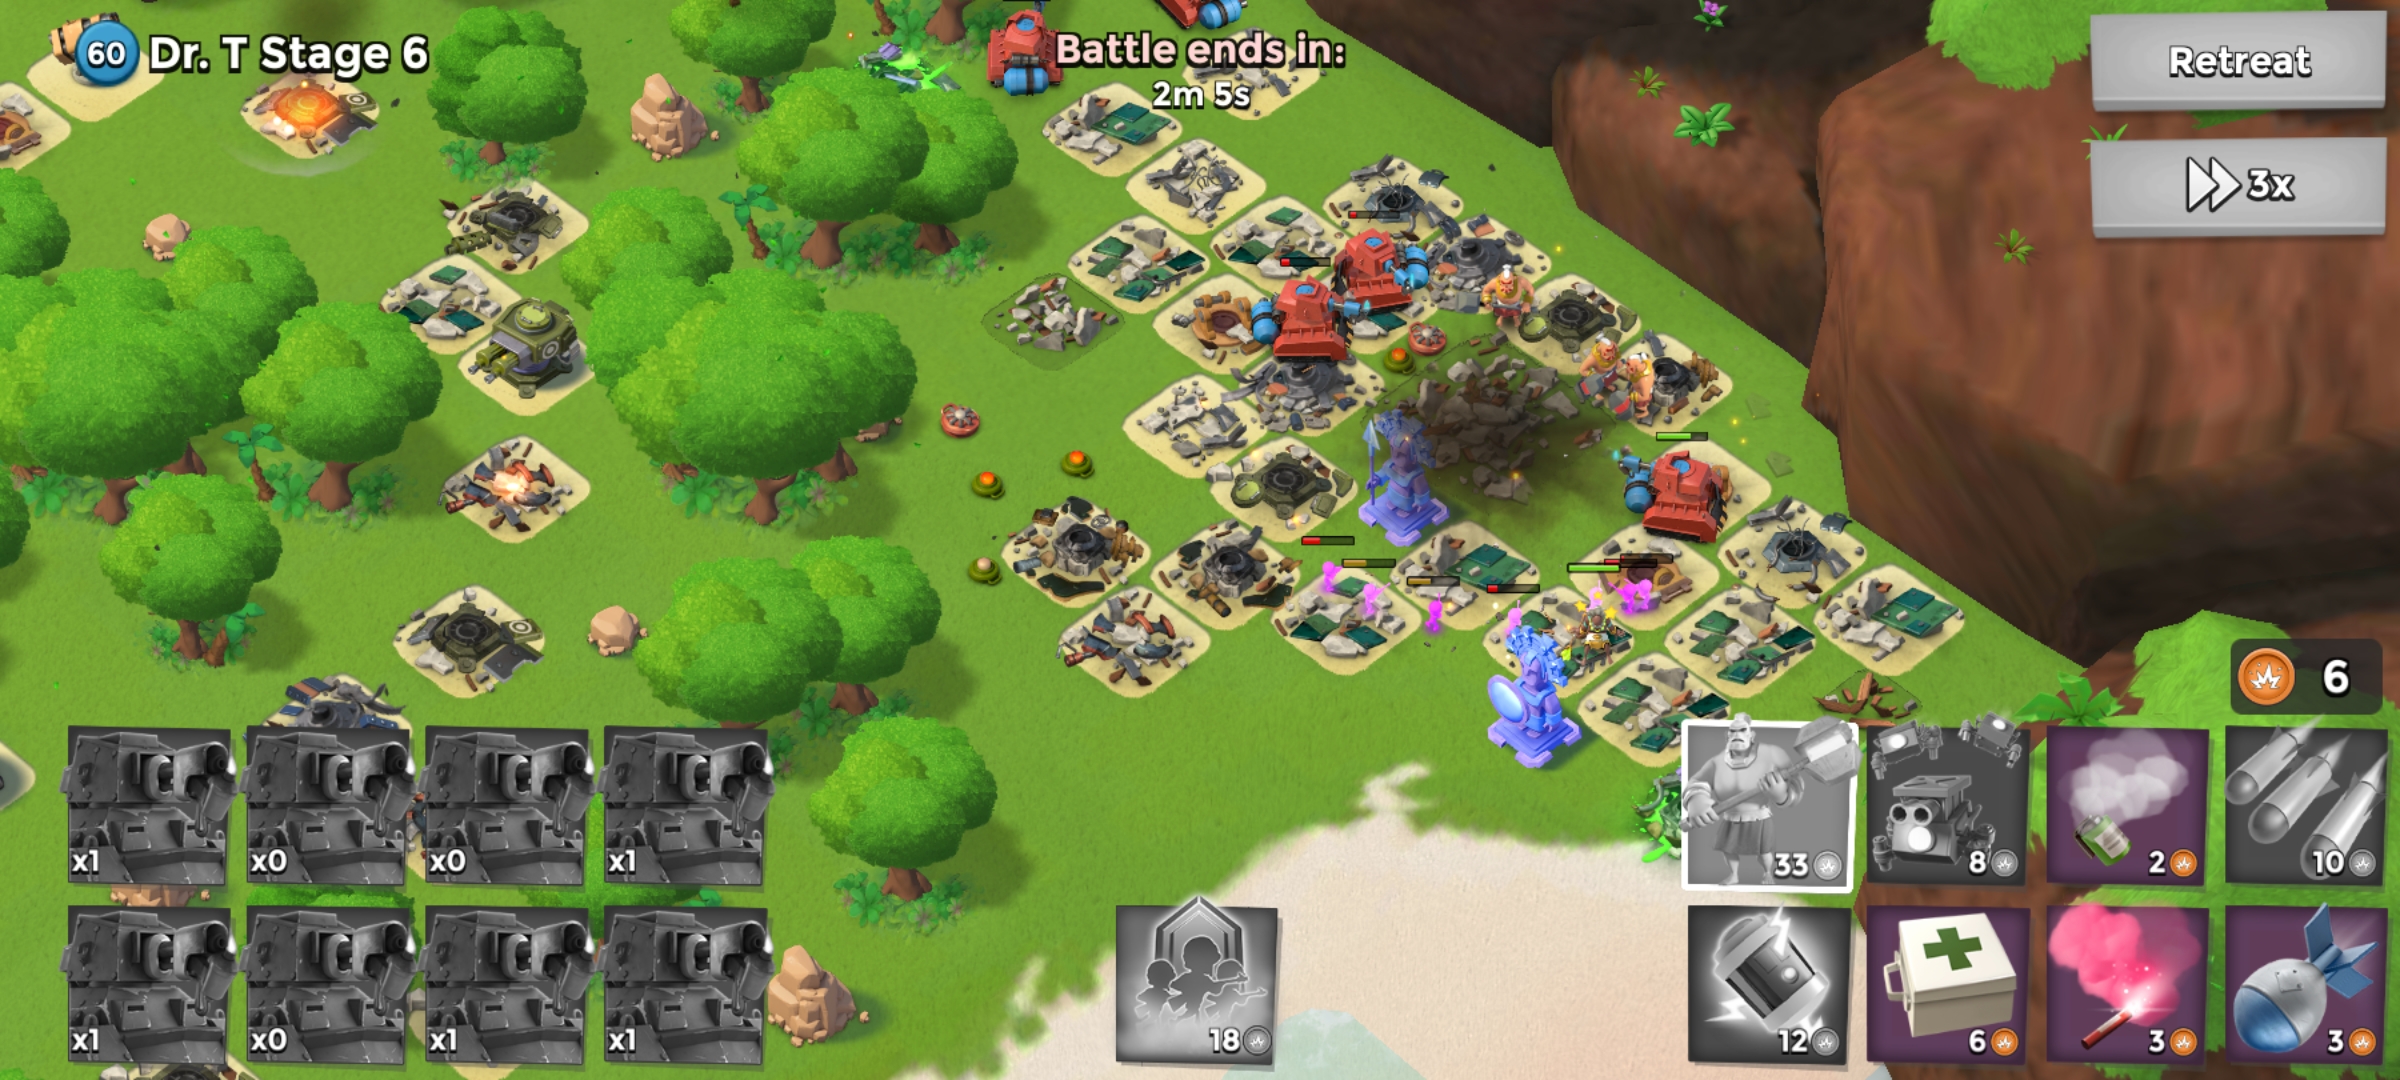 60 Dr. T Stage 6
Battle ends in:
2m 5s
Retreat
3x
6
x1
x0
x0
x1
33
8
2
10
x1
x0
x1
x1
18
12
6
3
3